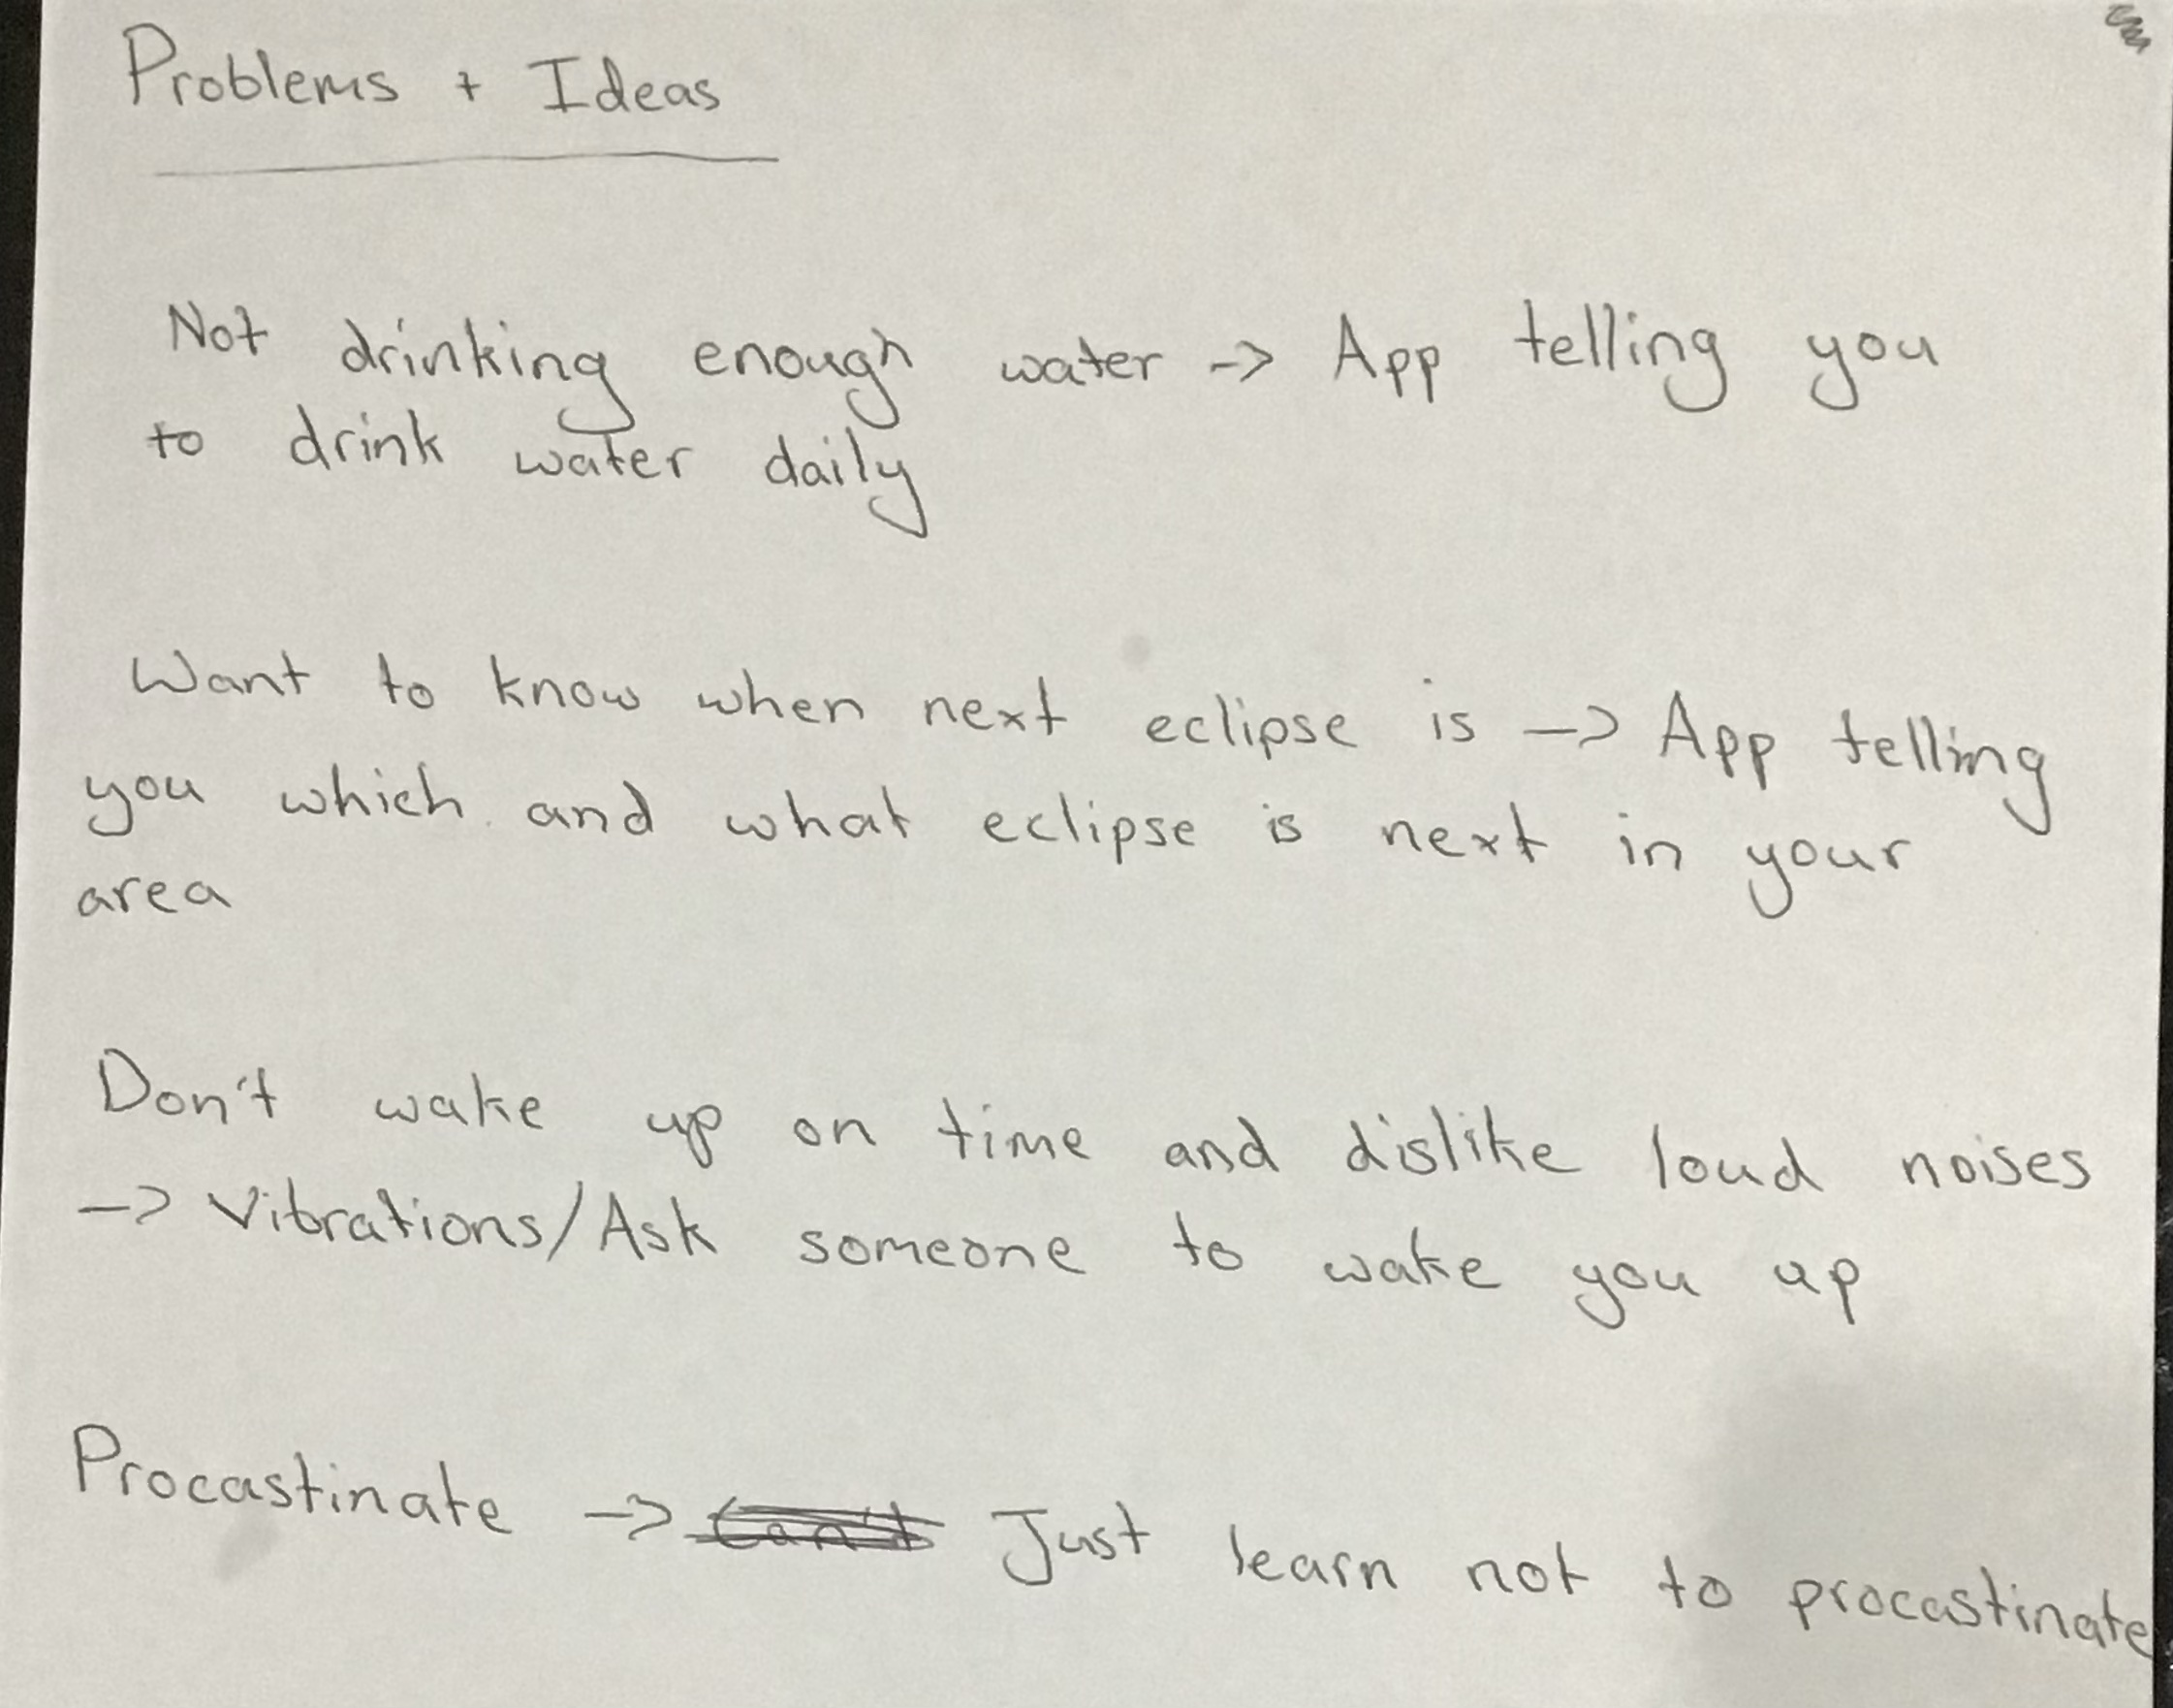 Problems + Ideas
Not drinking enough water -> App telling you
to drink water daily
Want to know when next eclipse is -> App telling
you which and what eclipse is next in your
area
Don't wake up on time and dislike loud noises
-> Vibrations/Ask someone to wake you up
Procastinate -> Can't Just learn not to procastinate